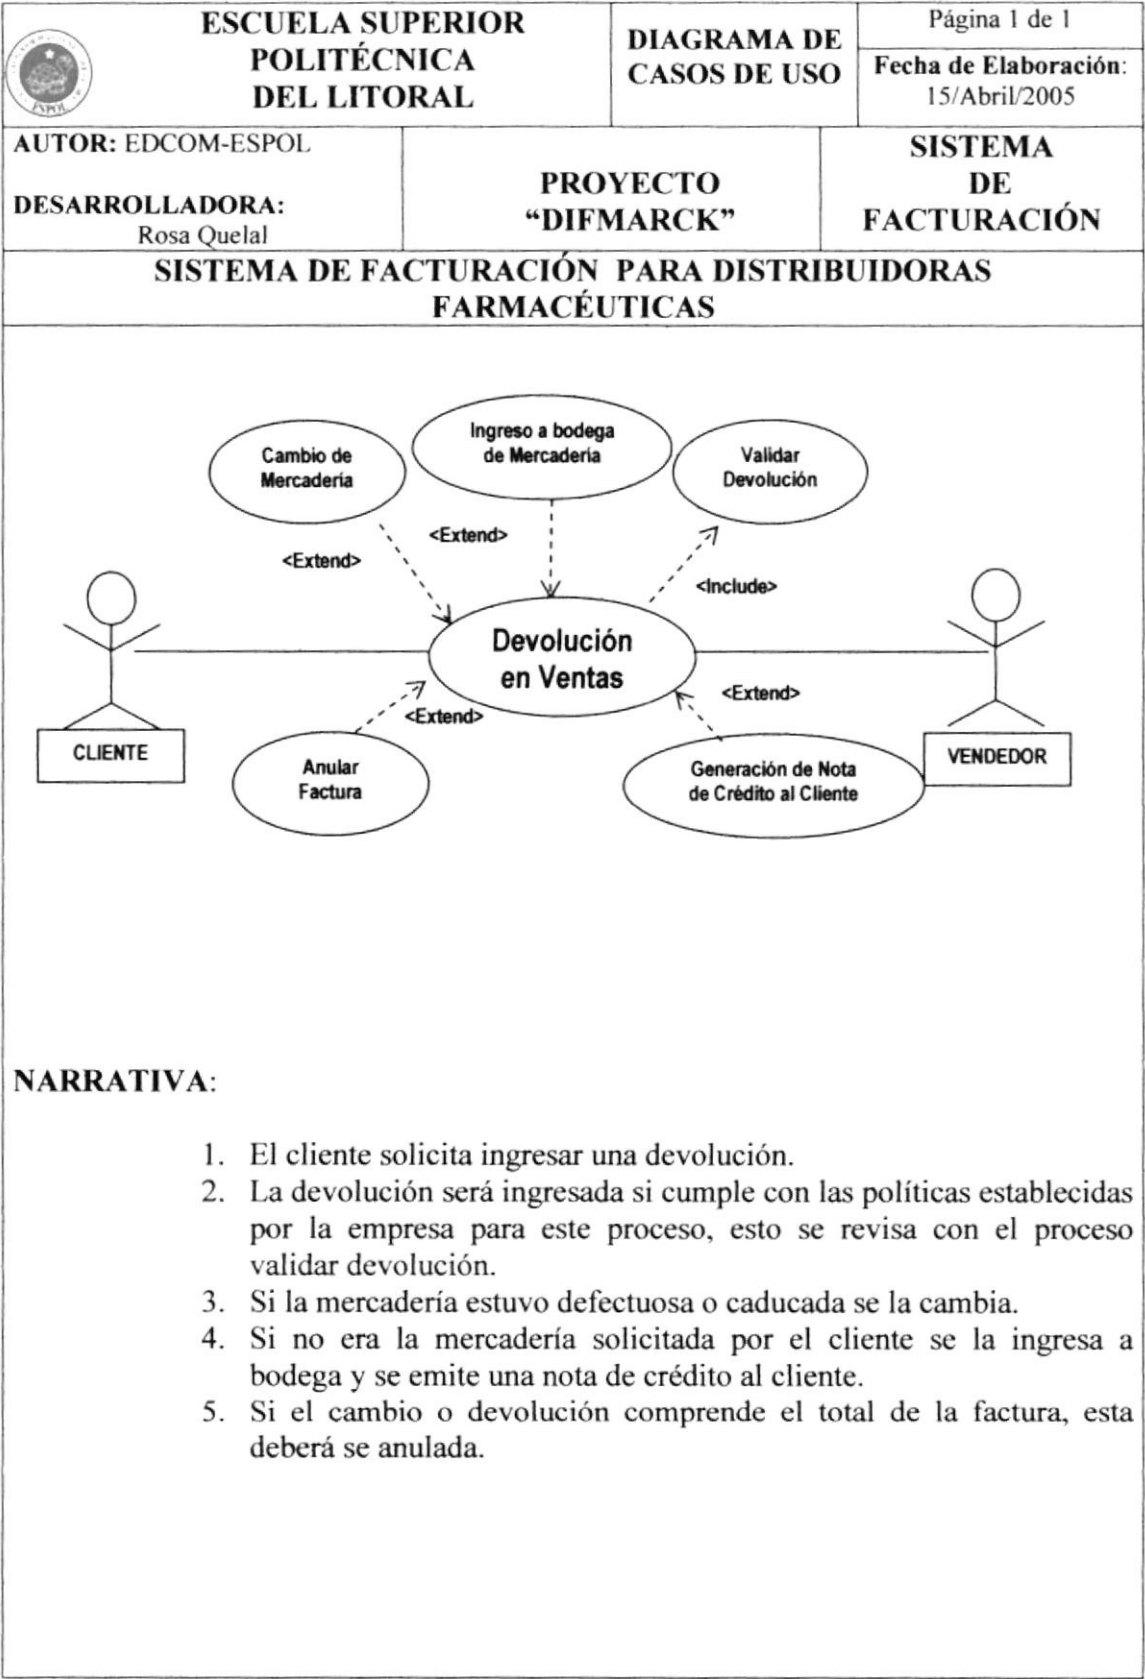 ESCUELA SUPERIOR
POLITÉCNICA
DEL LITORAL
ESPOL
DIAGRAMA DE
CASOS DE USO
Página 1 de 1
Fecha de Elaboración:
15/Abril/2005
AUTOR: EDCOM-ESPOL
DESARROLLADORA:
Rosa Quelal
PROYECTO
“DIFMARCK”
SISTEMA
DE
FACTURACIÓN
SISTEMA DE FACTURACIÓN PARA DISTRIBUIDORAS
FARMACÉUTICAS
Cambio de
Mercadería
Ingreso a bodega
de Mercadería
Validar
Devolución
<Extend>
<Extend>
<Include>
Devolución
en Ventas
<Extend>
<Extend>
CLIENTE
Anular
Factura
Generación de Nota
de Crédito al Cliente
VENDEDOR
NARRATIVA:
1. El cliente solicita ingresar una devolución.
2. La devolución será ingresada si cumple con las políticas establecidas
por la empresa para este proceso, esto se revisa con el proceso
validar devolución.
3. Si la mercadería estuvo defectuosa o caducada se la cambia.
4. Si no era la mercadería solicitada por el cliente se la ingresa a
bodega y se emite una nota de crédito al cliente.
5. Si el cambio o devolución comprende el total de la factura, esta
deberá se anulada.